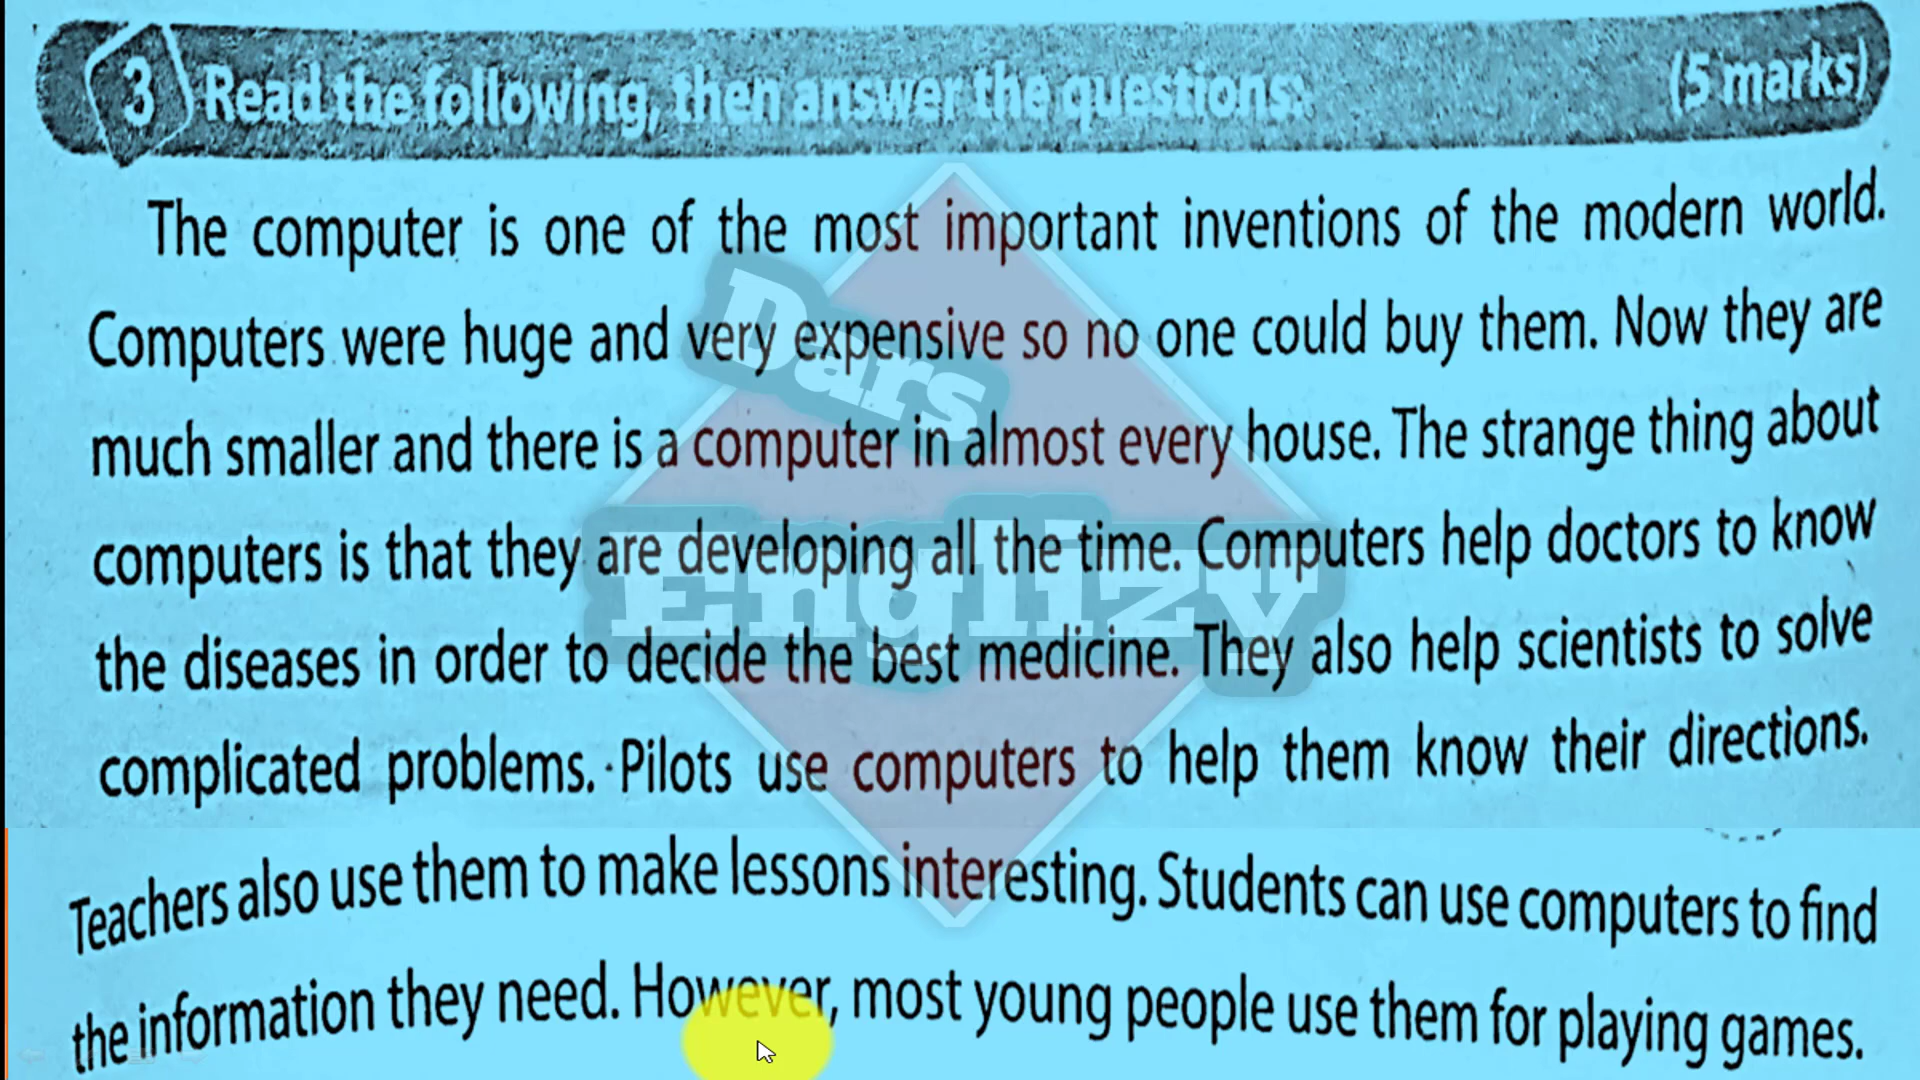 3 Read the following, then answer the questions: (5 marks)
The computer is one of the most important inventions of the modern world.
Computers were huge and very expensive so no one could buy them. Now they are
much smaller and there is a computer in almost every house. The strange thing about
computers is that they are developing all the time. Computers help doctors to know
the diseases in order to decide the best medicine. They also help scientists to solve
complicated problems. Pilots use computers to help them know their directions.
Teachers also use them to make lessons interesting. Students can use computers to find
the information they need. However, most young people use them for playing games.
Dars
Englizy